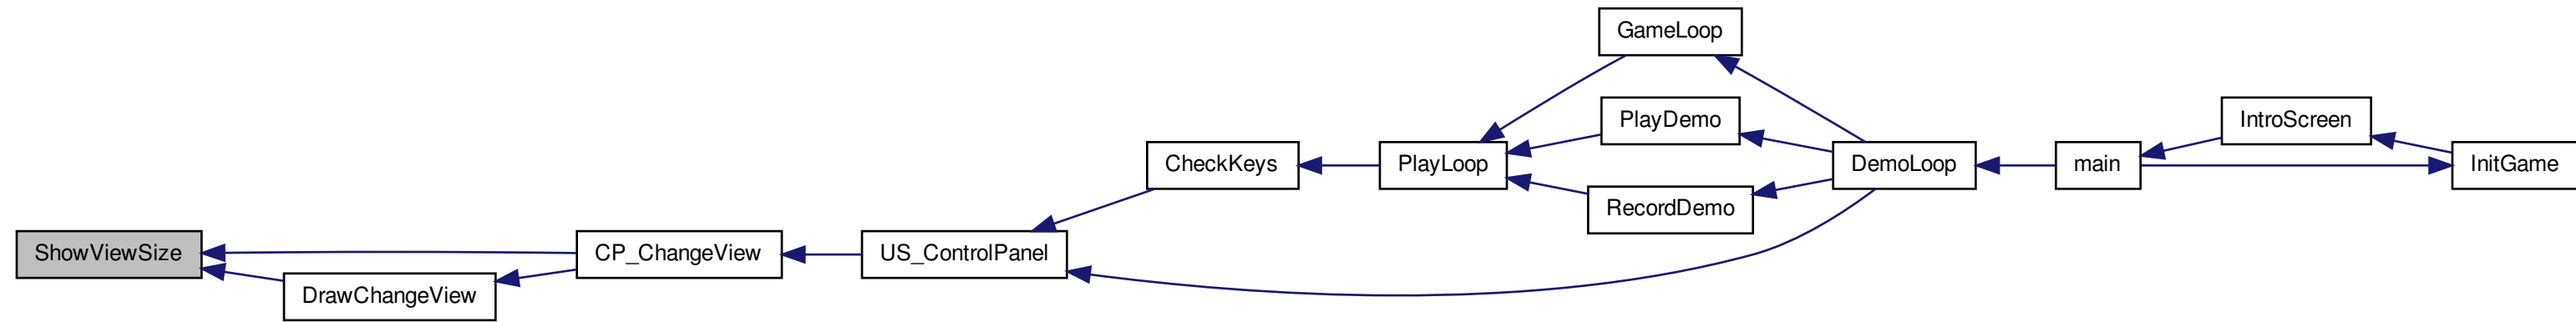 GameLoop
PlayDemo
IntroScreen
CheckKeys
PlayLoop
DemoLoop
main
InitGame
RecordDemo
ShowViewSize
CP_ChangeView
US_ControlPanel
DrawChangeView